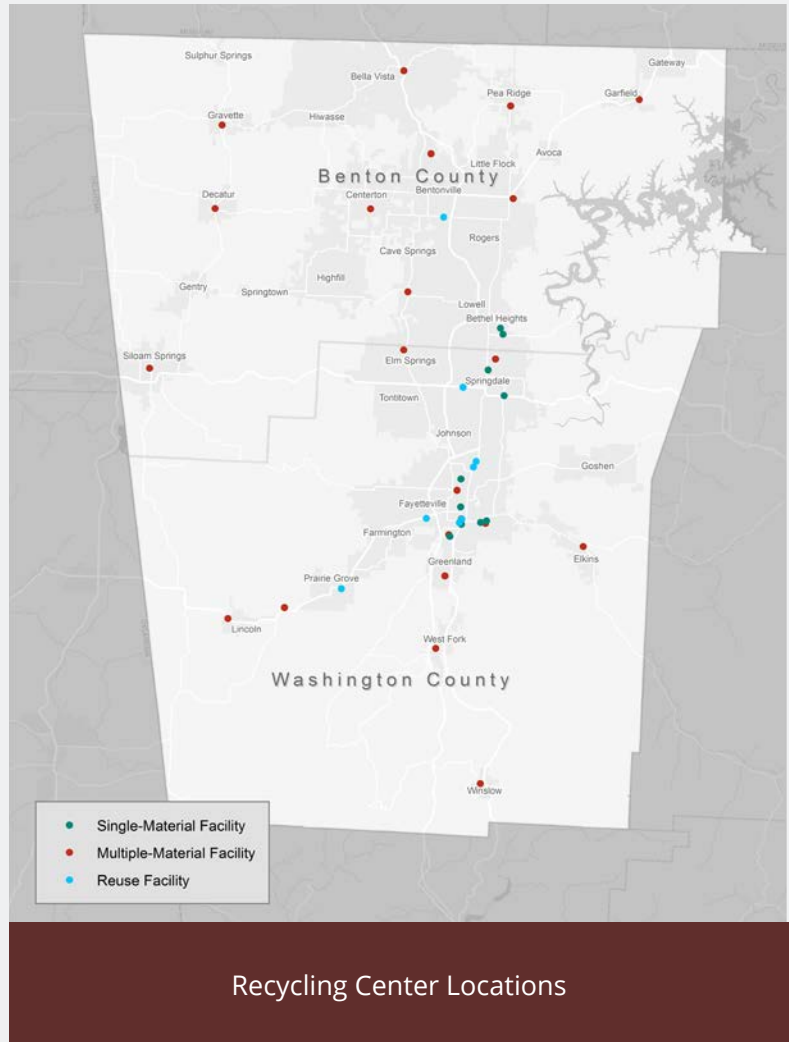 Sulphur Springs
Gateway
Bella Vista
Pea Ridge
Garfield
Gravette
Hiwasse
Avoca
Little Flock
Benton County
Decatur
Centerton
Bentonville
Rogers
Cave Springs
Highfill
Gentry
Springtown
Lowell
Bethel Heights
Siloam Springs
Elm Springs
Springdale
Tontitown
Johnson
Goshen
Fayetteville
Farmington
Elkins
Greenland
Prairie Grove
Lincoln
West Fork
Washington County
Winslow
Single-Material Facility
Multiple-Material Facility
Reuse Facility
Recycling Center Locations